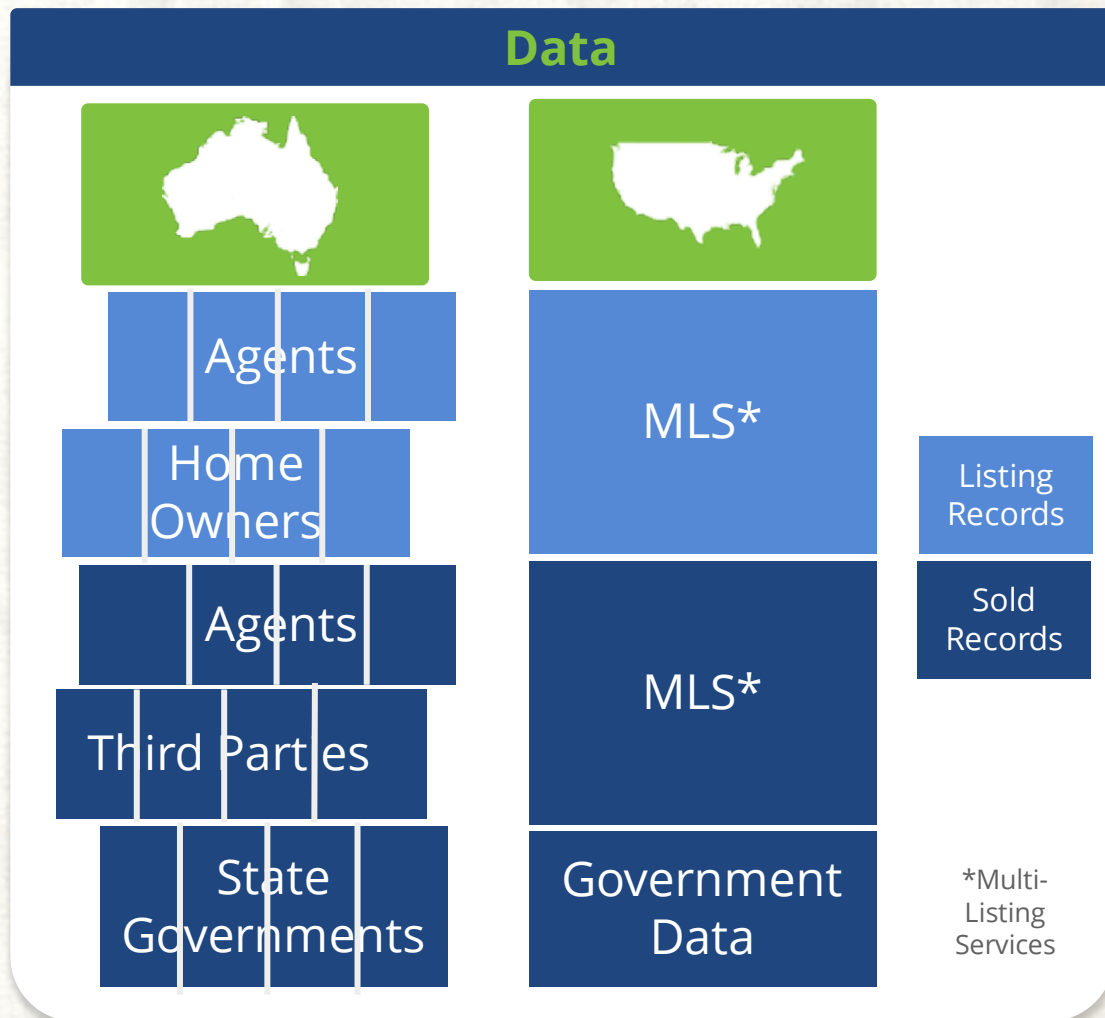 Data
Agents
Home
Owners
Agents
Third Parties
State
Governments
MLS*
MLS*
Government
Data
Listing
Records
Sold
Records
*Multi-
Listing
Services